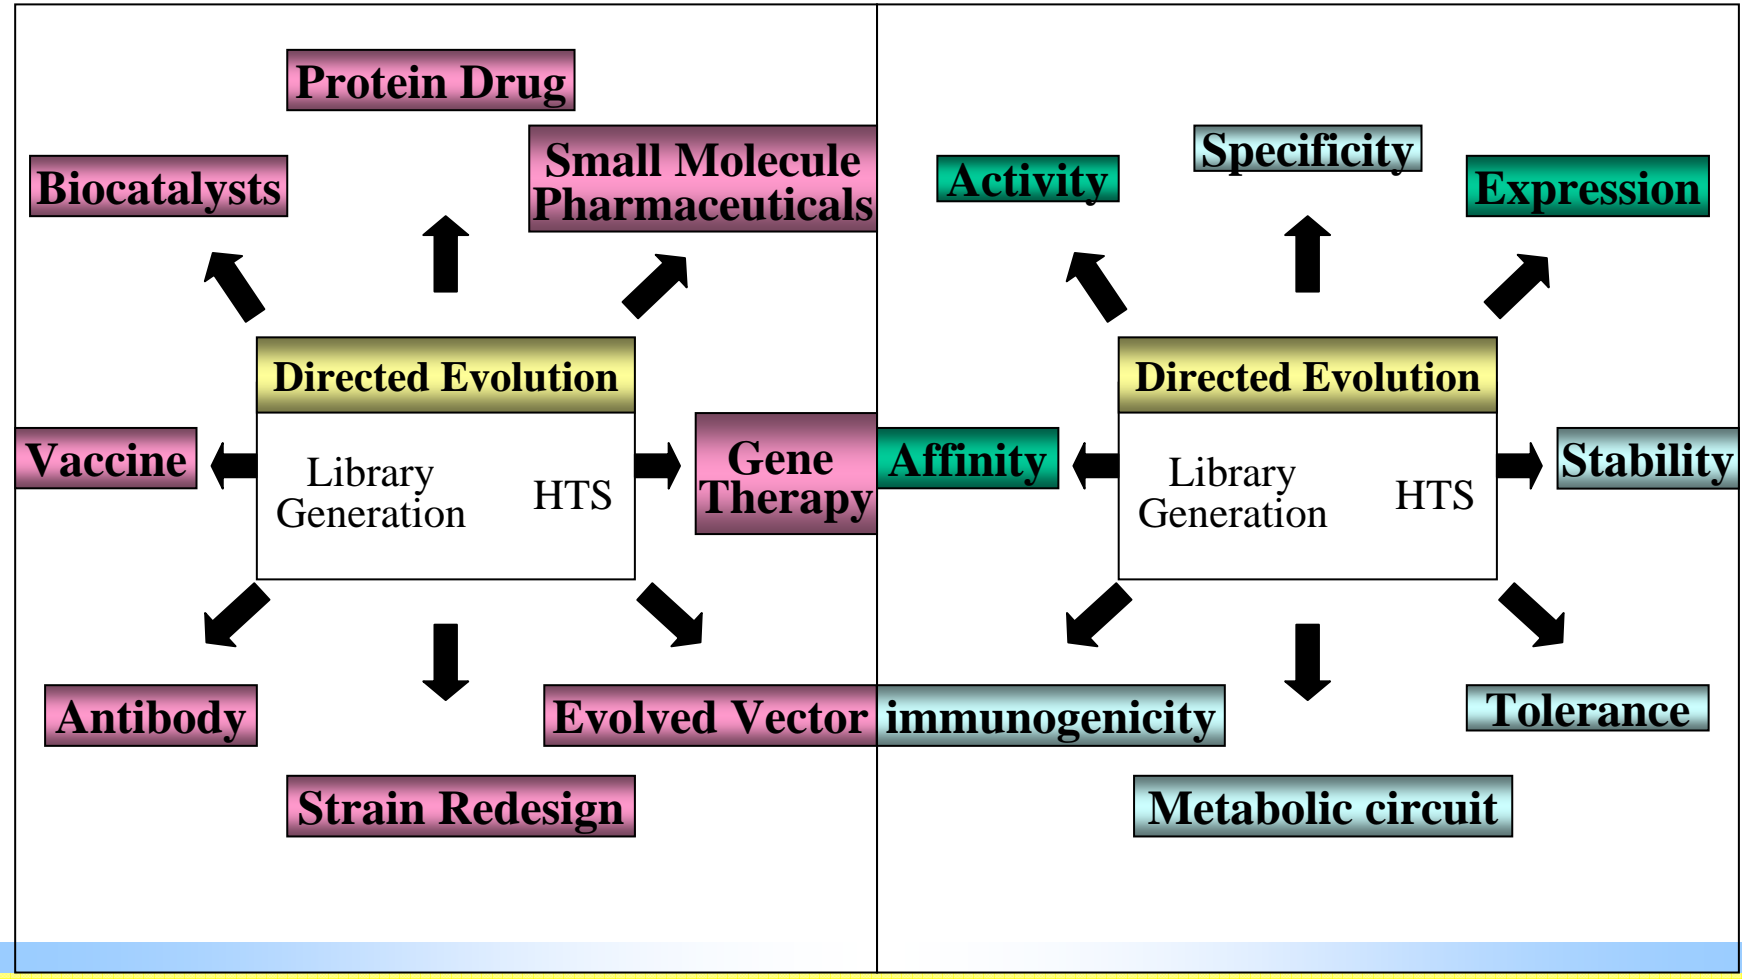 Protein Drug
Small Molecule
Pharmaceuticals
Biocatalysts
Directed Evolution
Vaccine
Library
Generation
HTS
Gene
Therapy
Antibody
Evolved Vector
Strain Redesign
Specificity
Activity
Expression
Directed Evolution
Affinity
Library
Generation
HTS
Stability
immunogenicity
Tolerance
Metabolic circuit